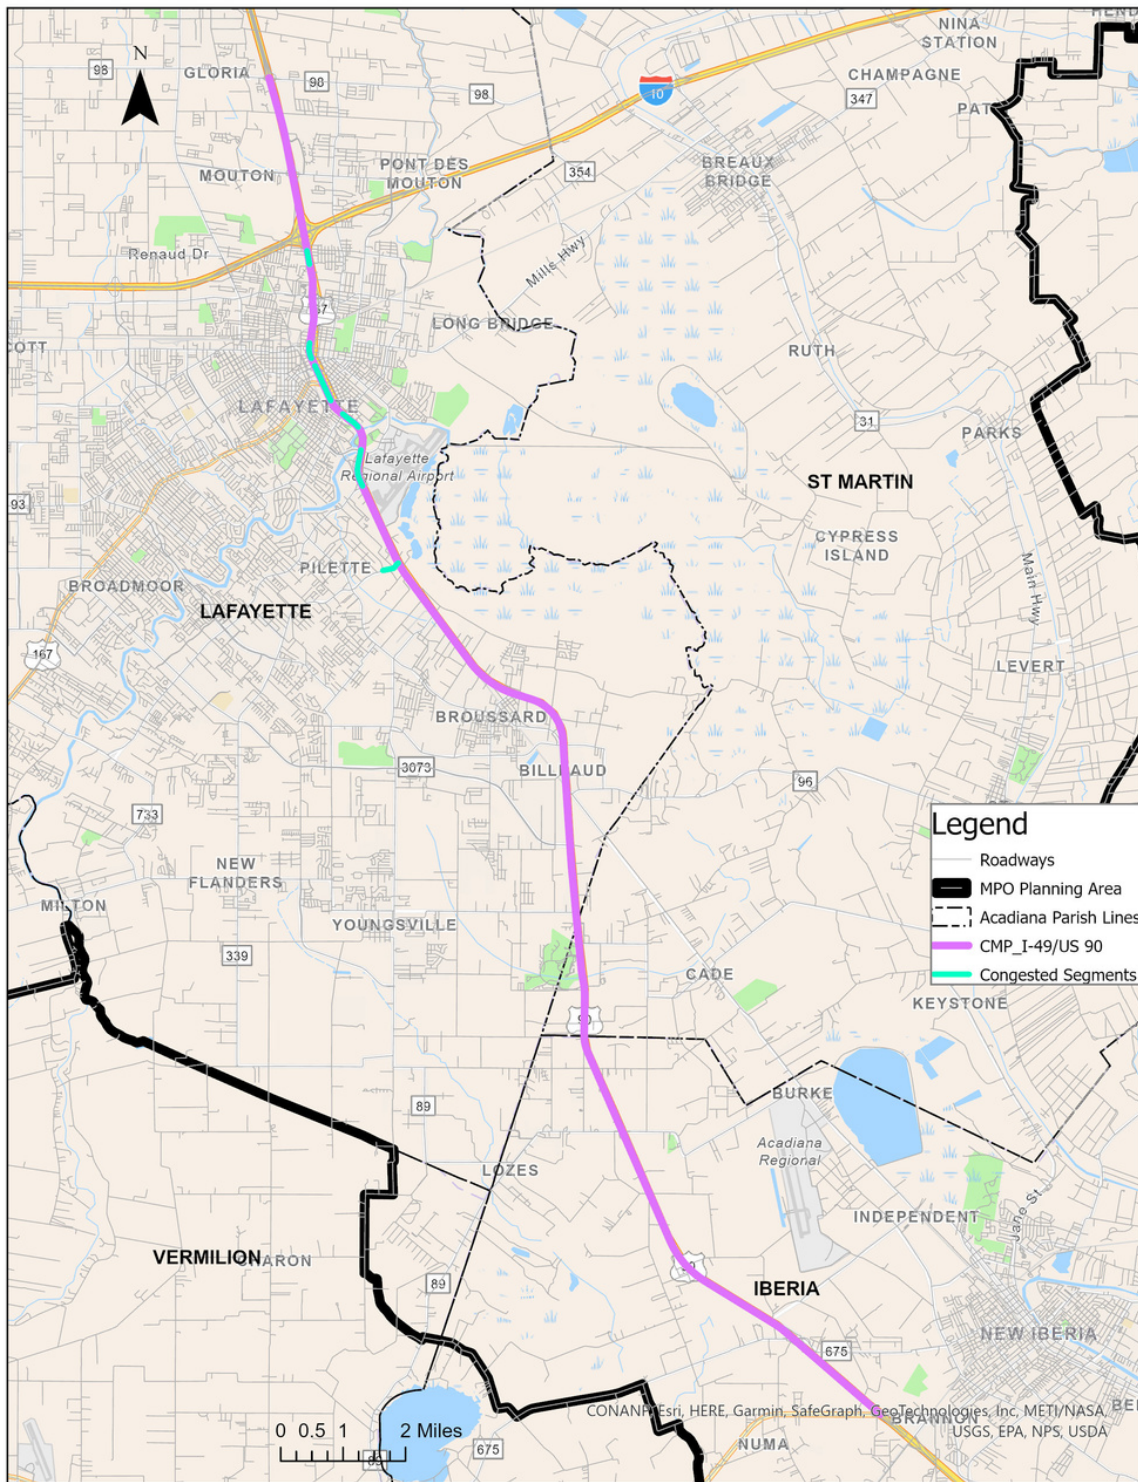 N
GLORIA
98
98
98
10
NINA
STATION
CHAMPAGNE
347
MOUTON
PONT DES
MOUTON
354
BREAUX
BRIDGE
Renaud Dr
Mills Hwy
LONG BRIDGE
RUTH
LAFAYETTE
31
PARKS
Lafayette
Regional Airport
ST MARTIN
93
CYPRESS
ISLAND
PILETTE
BROADMOOR
LAFAYETTE
Main Hwy
167
LEVERT
BROUSSARD
3073
BILLEAUD
96
733
NEW
FLANDERS
MILTON
YOUNGSVILLE
339
CADE
90
KEYSTONE
Legend
Roadways
MPO Planning Area
Acadiana Parish Lines
CMP_I-49/US 90
Congested Segments
89
BURKE
Acadiana
Regional
LOZES
INDEPENDENT
Jane St
VERMILION
89
IBERIA
NEW IBERIA
675
BRANNON
0 0.5 1 2 Miles
675
NUMA
CONANP, Esri, HERE, Garmin, SafeGraph, GeoTechnologies, Inc, METI/NASA,
USGS, EPA, NPS, USDA